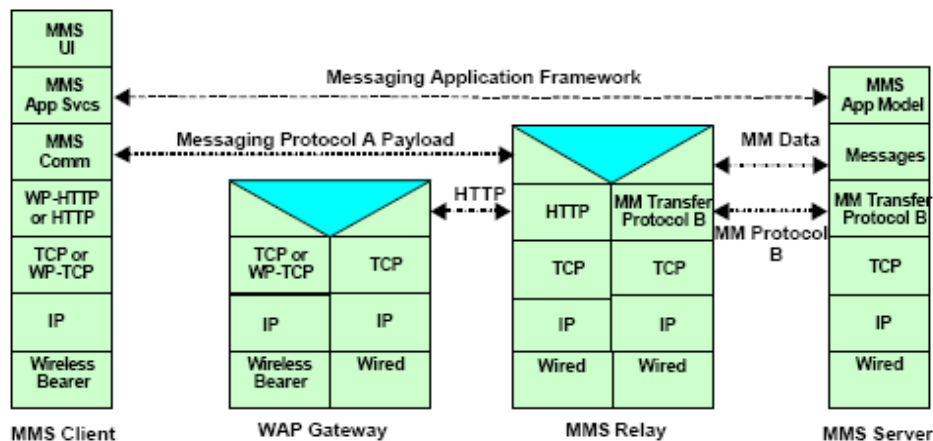 MMS
UI
MMS
App Svcs
MMS
Comm
WP-HTTP
or HTTP
TCP or
WP-TCP
IP
Wireless
Bearer
MMS Client
Messaging Application Framework
Messaging Protocol A Payload
TCP or
WP-TCP
TCP
IP
IP
Wireless
Bearer
Wired
WAP Gateway
HTTP
HTTP
MM Transfer
Protocol B
TCP
TCP
IP
IP
Wired
Wired
MMS Relay
MM Data
MM Protocol
B
MMS
App Model
Messages
MM Transfer
Protocol B
TCP
IP
Wired
MMS Server